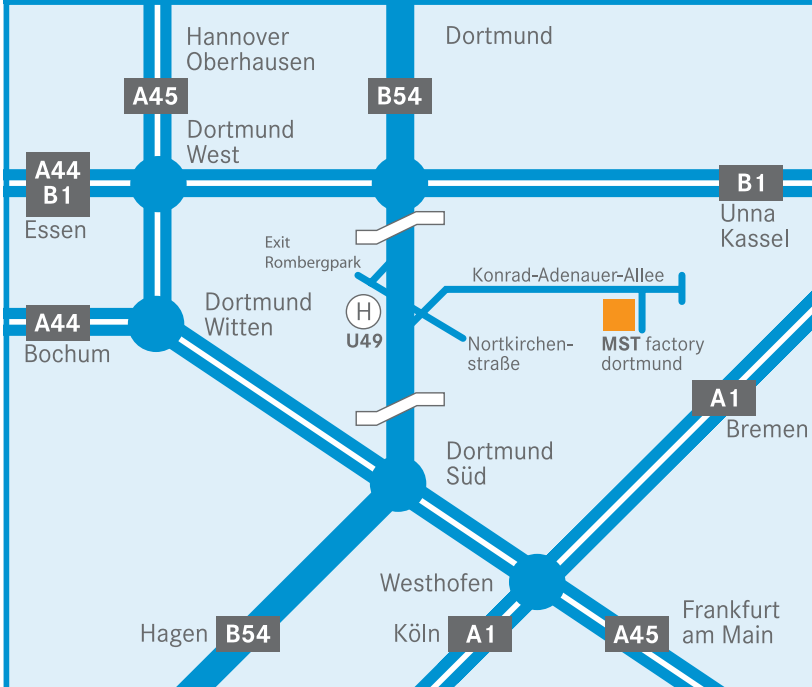 Hannover
Oberhausen
Dortmund
A45
B54
Dortmund
West
A44
B1
Essen
B1
Unna
Kassel
Exit
Rombergpark
Konrad-Adenauer-Allee
H
U49
Dortmund
Witten
A44
Bochum
Nortkirchen-
straße
MST factory
dortmund
A1
Bremen
Dortmund
Süd
Westhofen
Hagen B54
Köln A1
A45
Frankfurt
am Main